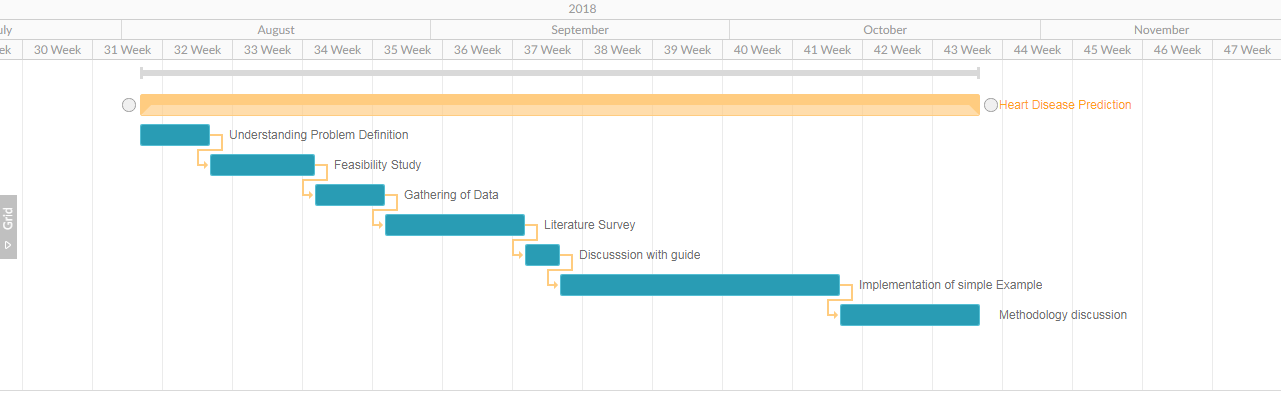 2018
uly August September October November
eek 30 Week 31 Week 32 Week 33 Week 34 Week 35 Week 36 Week 37 Week 38 Week 39 Week 40 Week 41 Week 42 Week 43 Week 44 Week 45 Week 46 Week 47 Week
Heart Disease Prediction
Understanding Problem Definition
Feasibility Study
Gathering of Data
Grid
Literature Survey
Discusssion with guide
Implementation of simple Example
Methodology discussion